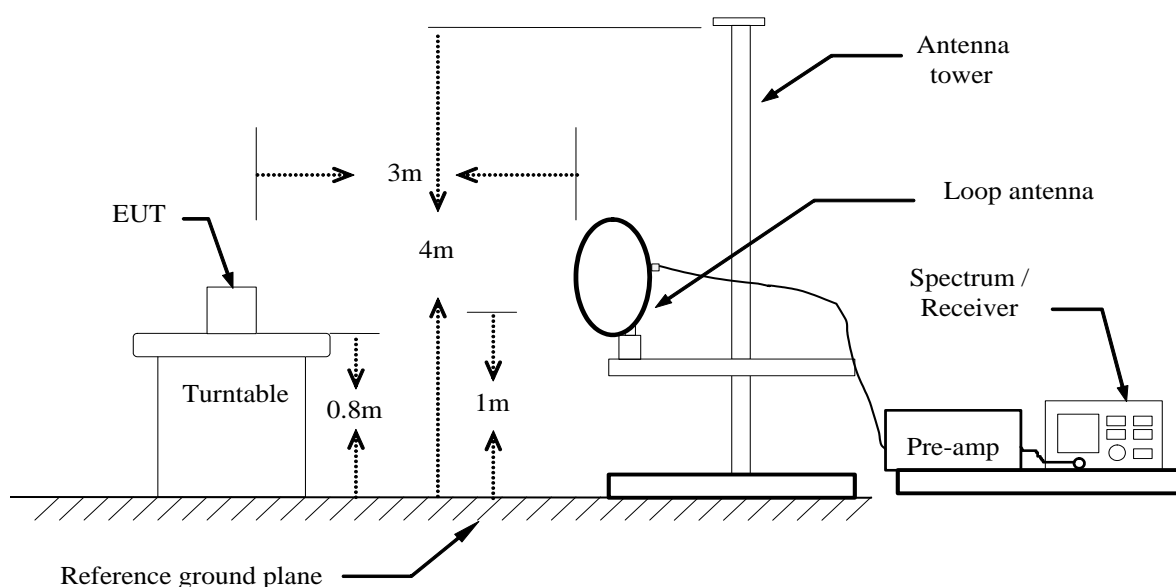 Antenna
tower
3m
EUT
Loop antenna
4m
Spectrum /
Receiver
Turntable
0.8m
1m
Pre-amp
Reference ground plane